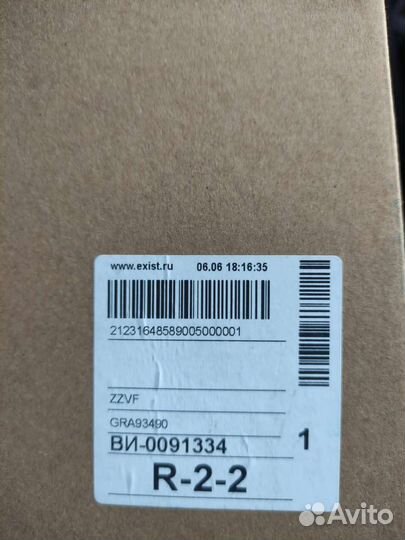 www.exist.ru 06.06 18:16:35
21231648589005000001
ZZVF
GRA93490
ВИ-0091334
1
R-2-2
Avito